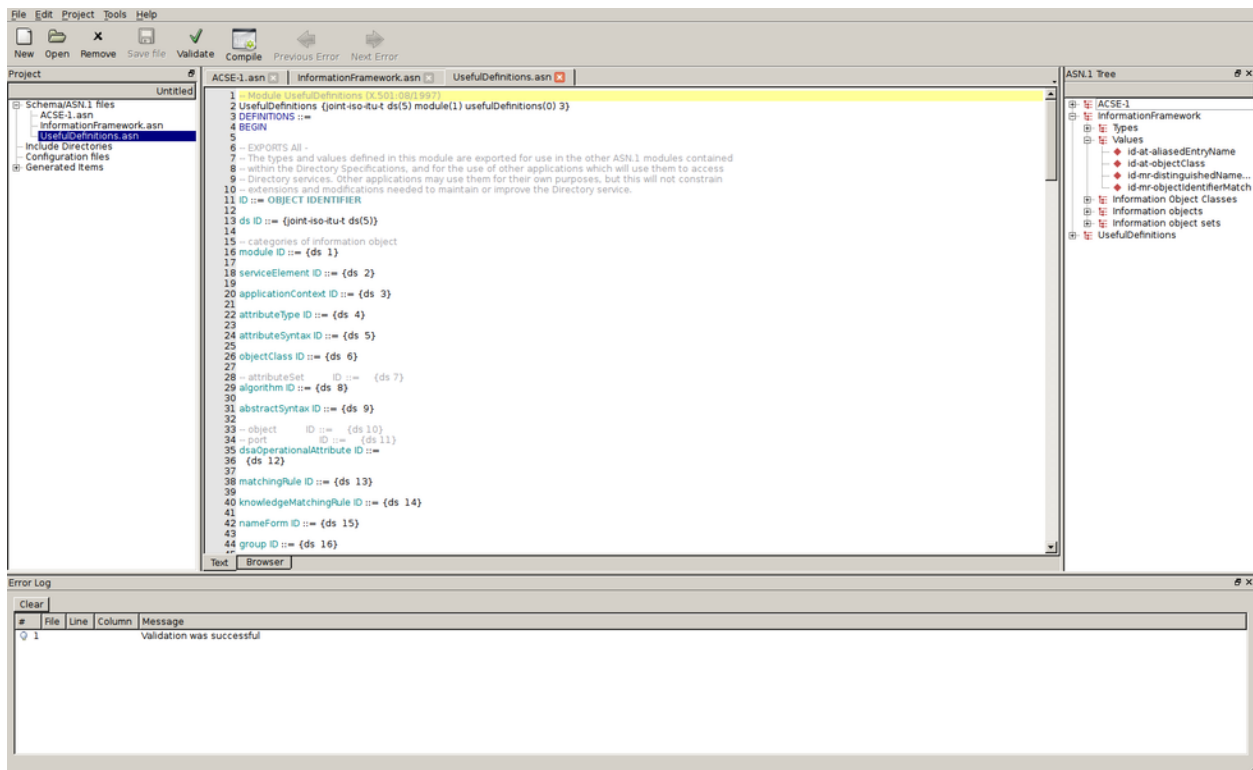 File Edit Project Tools Help
New Open Remove Save file Validate Compile Previous Error Next Error
Project
Untitled
Schema/ASN.1 files
ACSE-1.asn
InformationFramework.asn
UsefulDefinitions.asn
Include Directories
Configuration files
Generated Items
ACSE-1.asn InformationFramework.asn UsefulDefinitions.asn
1 -- Module UsefulDefinitions (X.501:08/1997)
2 UsefulDefinitions {joint-iso-itu-t ds(5) module(1) usefulDefinitions(0) 3}
3 DEFINITIONS ::=
4 BEGIN
5
6 -- EXPORTS All -
7 -- The types and values defined in this module are exported for use in the other ASN.1 modules contained
8 -- within the Directory Specifications, and for the use of other applications which will use them to access
9 -- Directory services. Other applications may use them for their own purposes, but this will not constrain
10 -- extensions and modifications needed to maintain or improve the Directory service.
11 ID ::= OBJECT IDENTIFIER
12
13 ds ID ::= {joint-iso-itu-t ds(5)}
14
15 -- categories of information object
16 module ID ::= {ds 1}
17
18 serviceElement ID ::= {ds 2}
19
20 applicationContext ID ::= {ds 3}
21
22 attributeType ID ::= {ds 4}
23
24 attributeSyntax ID ::= {ds 5}
25
26 objectClass ID ::= {ds 6}
27
28 -- attributeSet ID ::= {ds 7}
29 algorithm ID ::= {ds 8}
30
31 abstractSyntax ID ::= {ds 9}
32
33 -- object ID ::= {ds 10}
34 -- port ID ::= {ds 11}
35 dsaOperationalAttribute ID ::=
36 {ds 12}
37
38 matchingRule ID ::= {ds 13}
39
40 knowledgeMatchingRule ID ::= {ds 14}
41
42 nameForm ID ::= {ds 15}
43
44 group ID ::= {ds 16}
Text Browser
ASN.1 Tree
ACSE-1
InformationFramework
Types
Values
id-at-aliasedEntryName
id-at-objectClass
id-mr-distinguishedName...
id-mr-objectIdentifierMatch
Information Object Classes
Information objects
Information object sets
UsefulDefinitions
Error Log
Clear
# File Line Column Message
1 Validation was successful